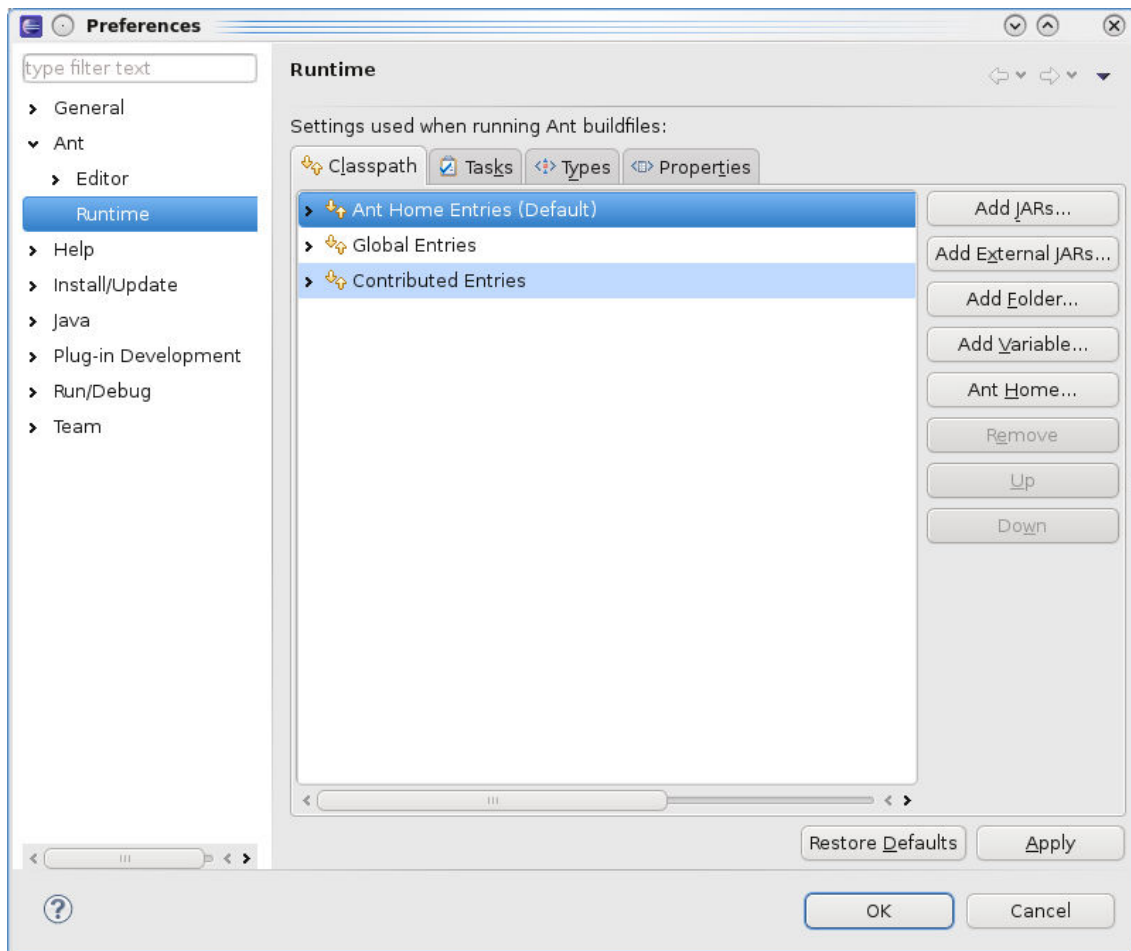 Preferences
type filter text
General
Ant
Editor
Runtime
Help
Install/Update
Java
Plug-in Development
Run/Debug
Team
Runtime
Settings used when running Ant buildfiles:
Classpath Tasks Types Properties
Ant Home Entries (Default)
Global Entries
Contributed Entries
Add JARs...
Add External JARs...
Add Folder...
Add Variable...
Ant Home...
Remove
Up
Down
Restore Defaults Apply
OK Cancel